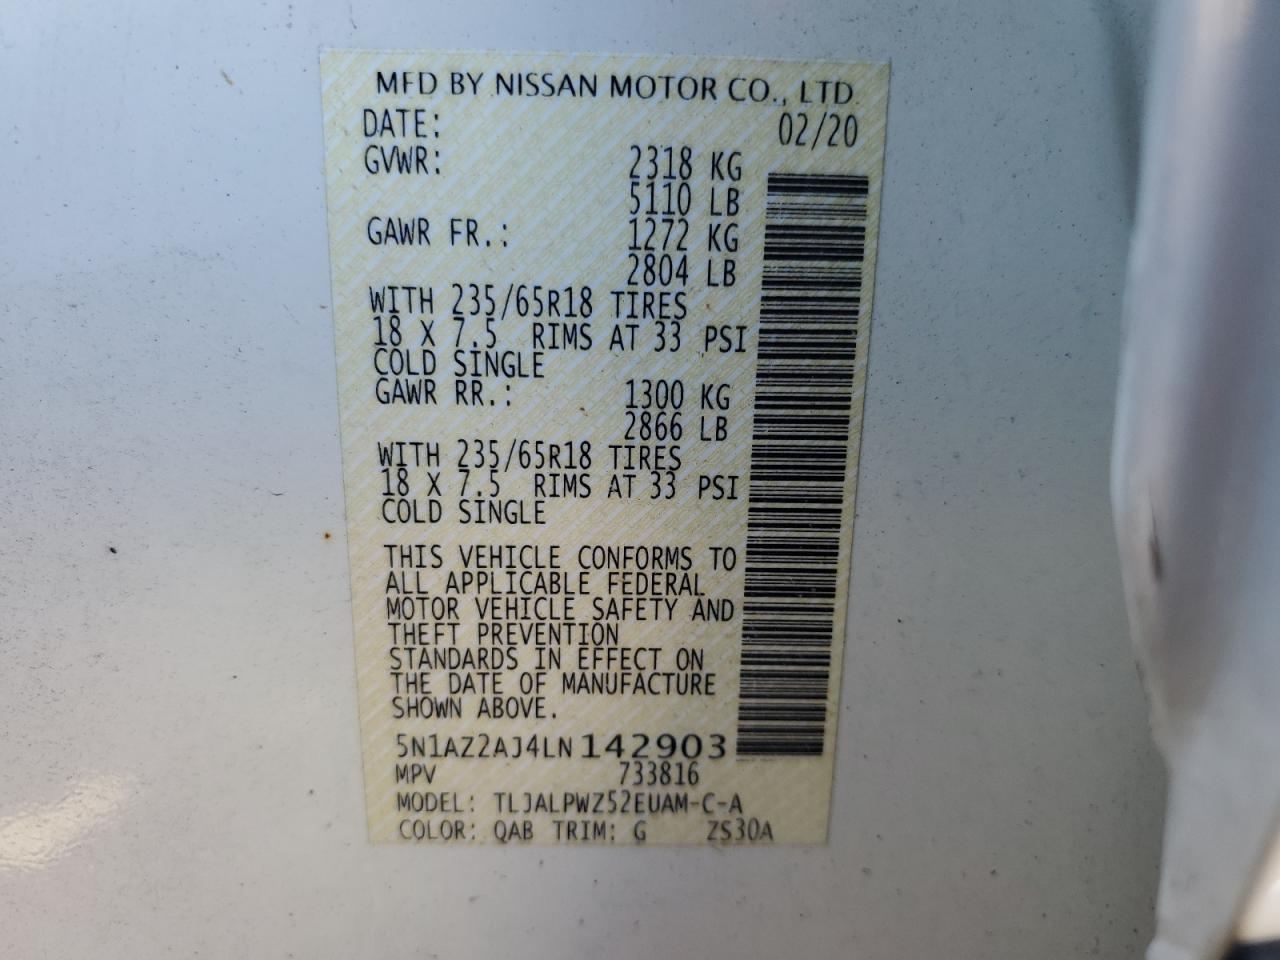 MFD BY NISSAN MOTOR CO., LTD.
DATE: 02/20
GVWR: 2318 KG
5110 LB
GAWR FR.: 1272 KG
2804 LB
WITH 235/65R18 TIRES
18 X 7.5 RIMS AT 33 PSI
COLD SINGLE
GAWR RR.: 1300 KG
2866 LB
WITH 235/65R18 TIRES
18 X 7.5 RIMS AT 33 PSI
COLD SINGLE
THIS VEHICLE CONFORMS TO
ALL APPLICABLE FEDERAL
MOTOR VEHICLE SAFETY AND
THEFT PREVENTION
STANDARDS IN EFFECT ON
THE DATE OF MANUFACTURE
SHOWN ABOVE.
5N1AZ2AJ4LN142903
MPV 733816
MODEL: TLJALPWZ52EUAM-C-A
COLOR: QAB TRIM: G ZS30A